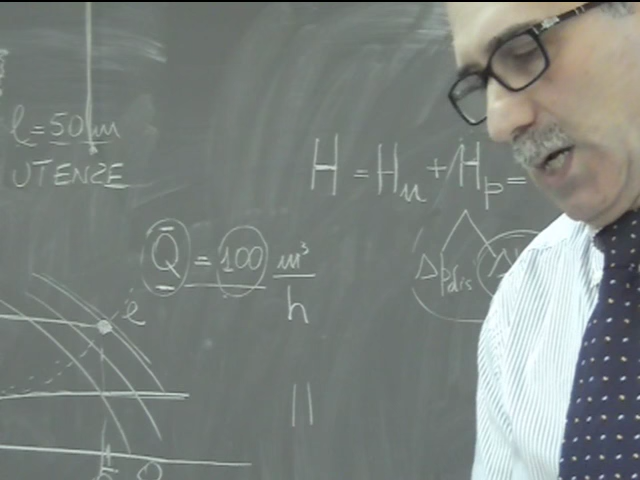 l = 50 m
UTENZE
H = Hu + Hp =
Q̄ = 100 m³/h
Δpdis